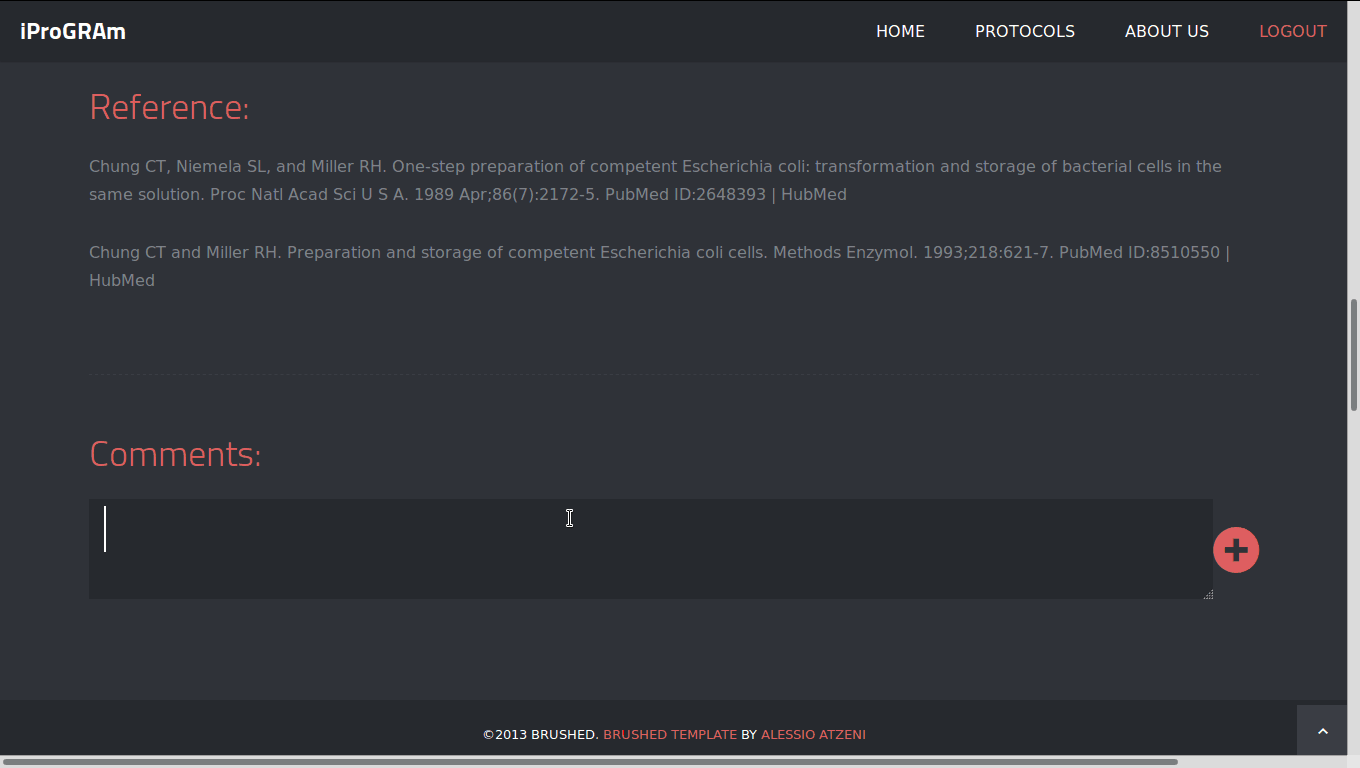 iProGRAm
HOME PROTOCOLS ABOUT US LOGOUT
Reference:
Chung CT, Niemela SL, and Miller RH. One-step preparation of competent Escherichia coli: transformation and storage of bacterial cells in the
same solution. Proc Natl Acad Sci U S A. 1989 Apr;86(7):2172-5. PubMed ID:2648393 | HubMed
Chung CT and Miller RH. Preparation and storage of competent Escherichia coli cells. Methods Enzymol. 1993;218:621-7. PubMed ID:8510550 |
HubMed
Comments:
©2013 BRUSHED. BRUSHED TEMPLATE BY ALESSIO ATZENI